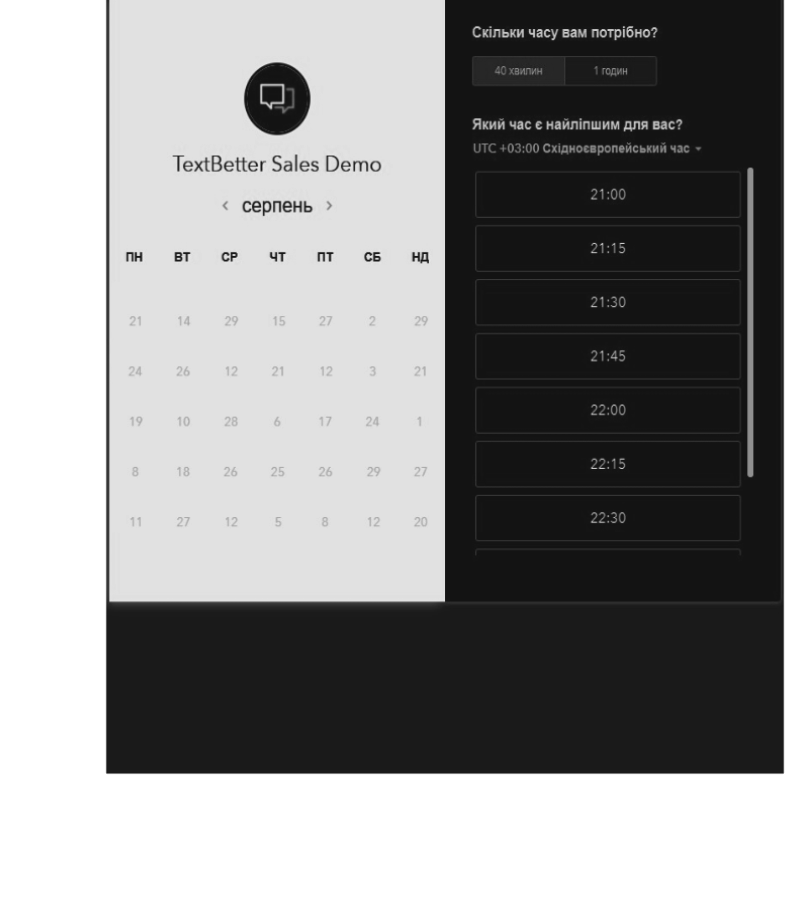 TextBetter Sales Demo
< серпень >
ПН ВТ СР ЧТ ПТ СБ НД
21 14 29 15 27 2 29
24 26 12 21 12 3 21
19 10 28 6 17 24 1
8 18 26 25 26 29 27
11 27 12 5 8 12 20
Скільки часу вам потрібно?
40 хвилин 1 годин
Який час є найліпшим для вас?
UTC +03:00 Східноєвропейський час
21:00
21:15
21:30
21:45
22:00
22:15
22:30